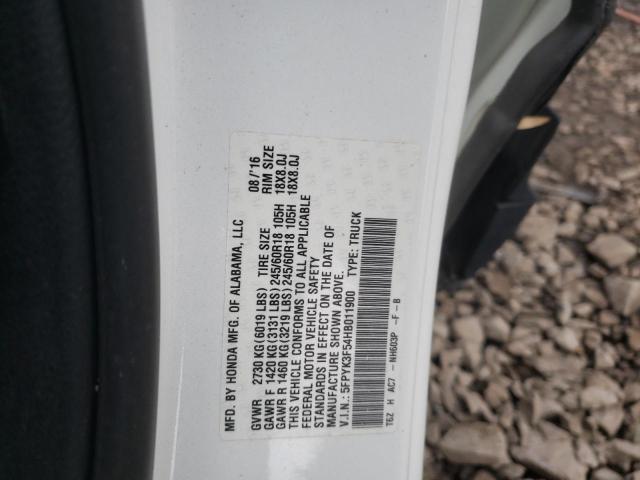 MFD. BY HONDA MFG. OF ALABAMA, LLC 08/'16
GVWR 2730 KG(6019 LBS) TIRE SIZE RIM SIZE
GAWR F 1420 KG(3131 LBS) 245/60R18 105H 18X8.0J
GAWR R 1460 KG(3219 LBS) 245/60R18 105H 18X8.0J
THIS VEHICLE CONFORMS TO ALL APPLICABLE
FEDERAL MOTOR VEHICLE SAFETY
STANDARDS IN EFFECT ON THE DATE OF
MANUFACTURE SHOWN ABOVE.
V.I.N.: 5FPYK3F54HB011900 TYPE: TRUCK
T6Z H AC7 - NH603P -F -B